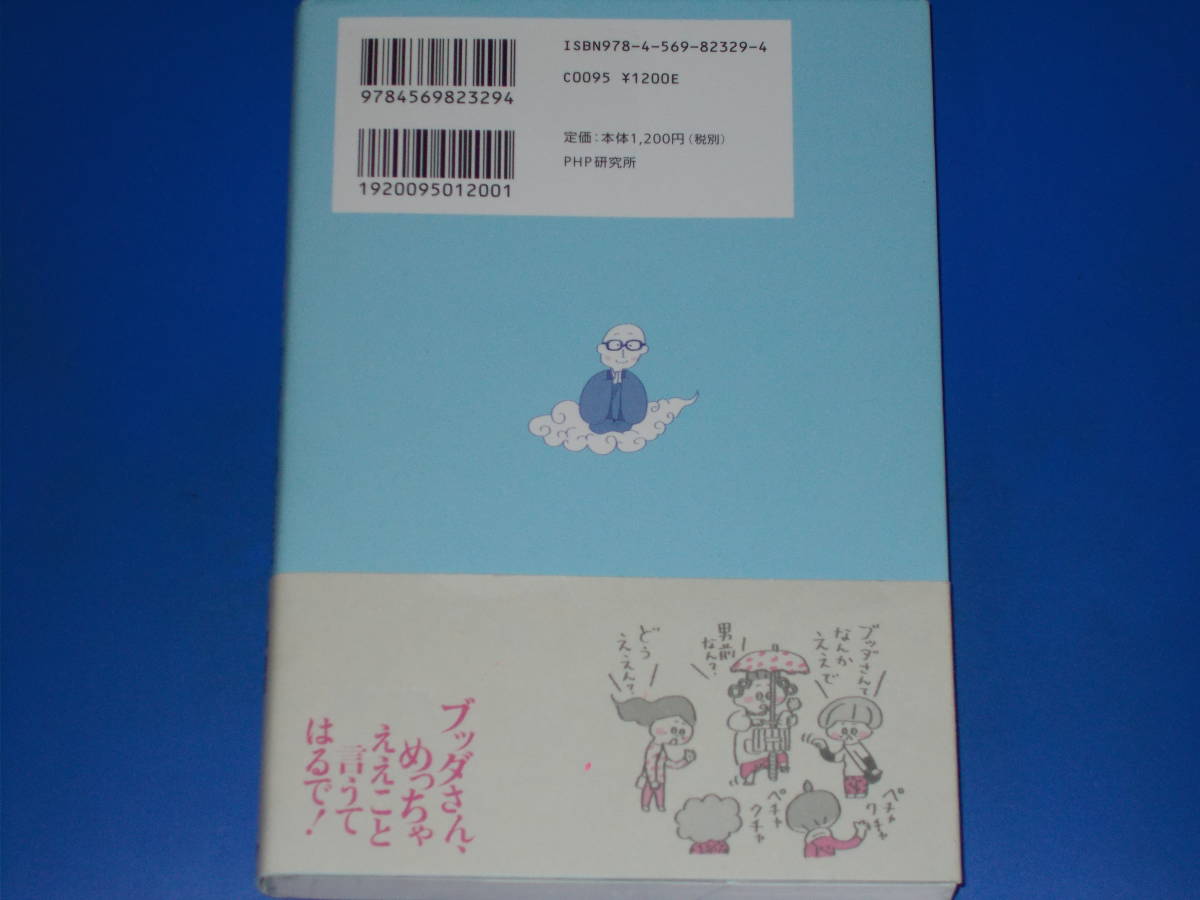 ISBN978-4-569-82329-4
C0095 ¥1200E
9784569823294
定価：本体1,200円（税別）
PHP研究所
1920095012001
ブッダさんて
なんか
ええで
男前
なん？
どう
ええん？
ペチャ
クチャ
ペチャ
クチャ
ブッダさん、
めっちゃ
ええこと
言うて
はるで！